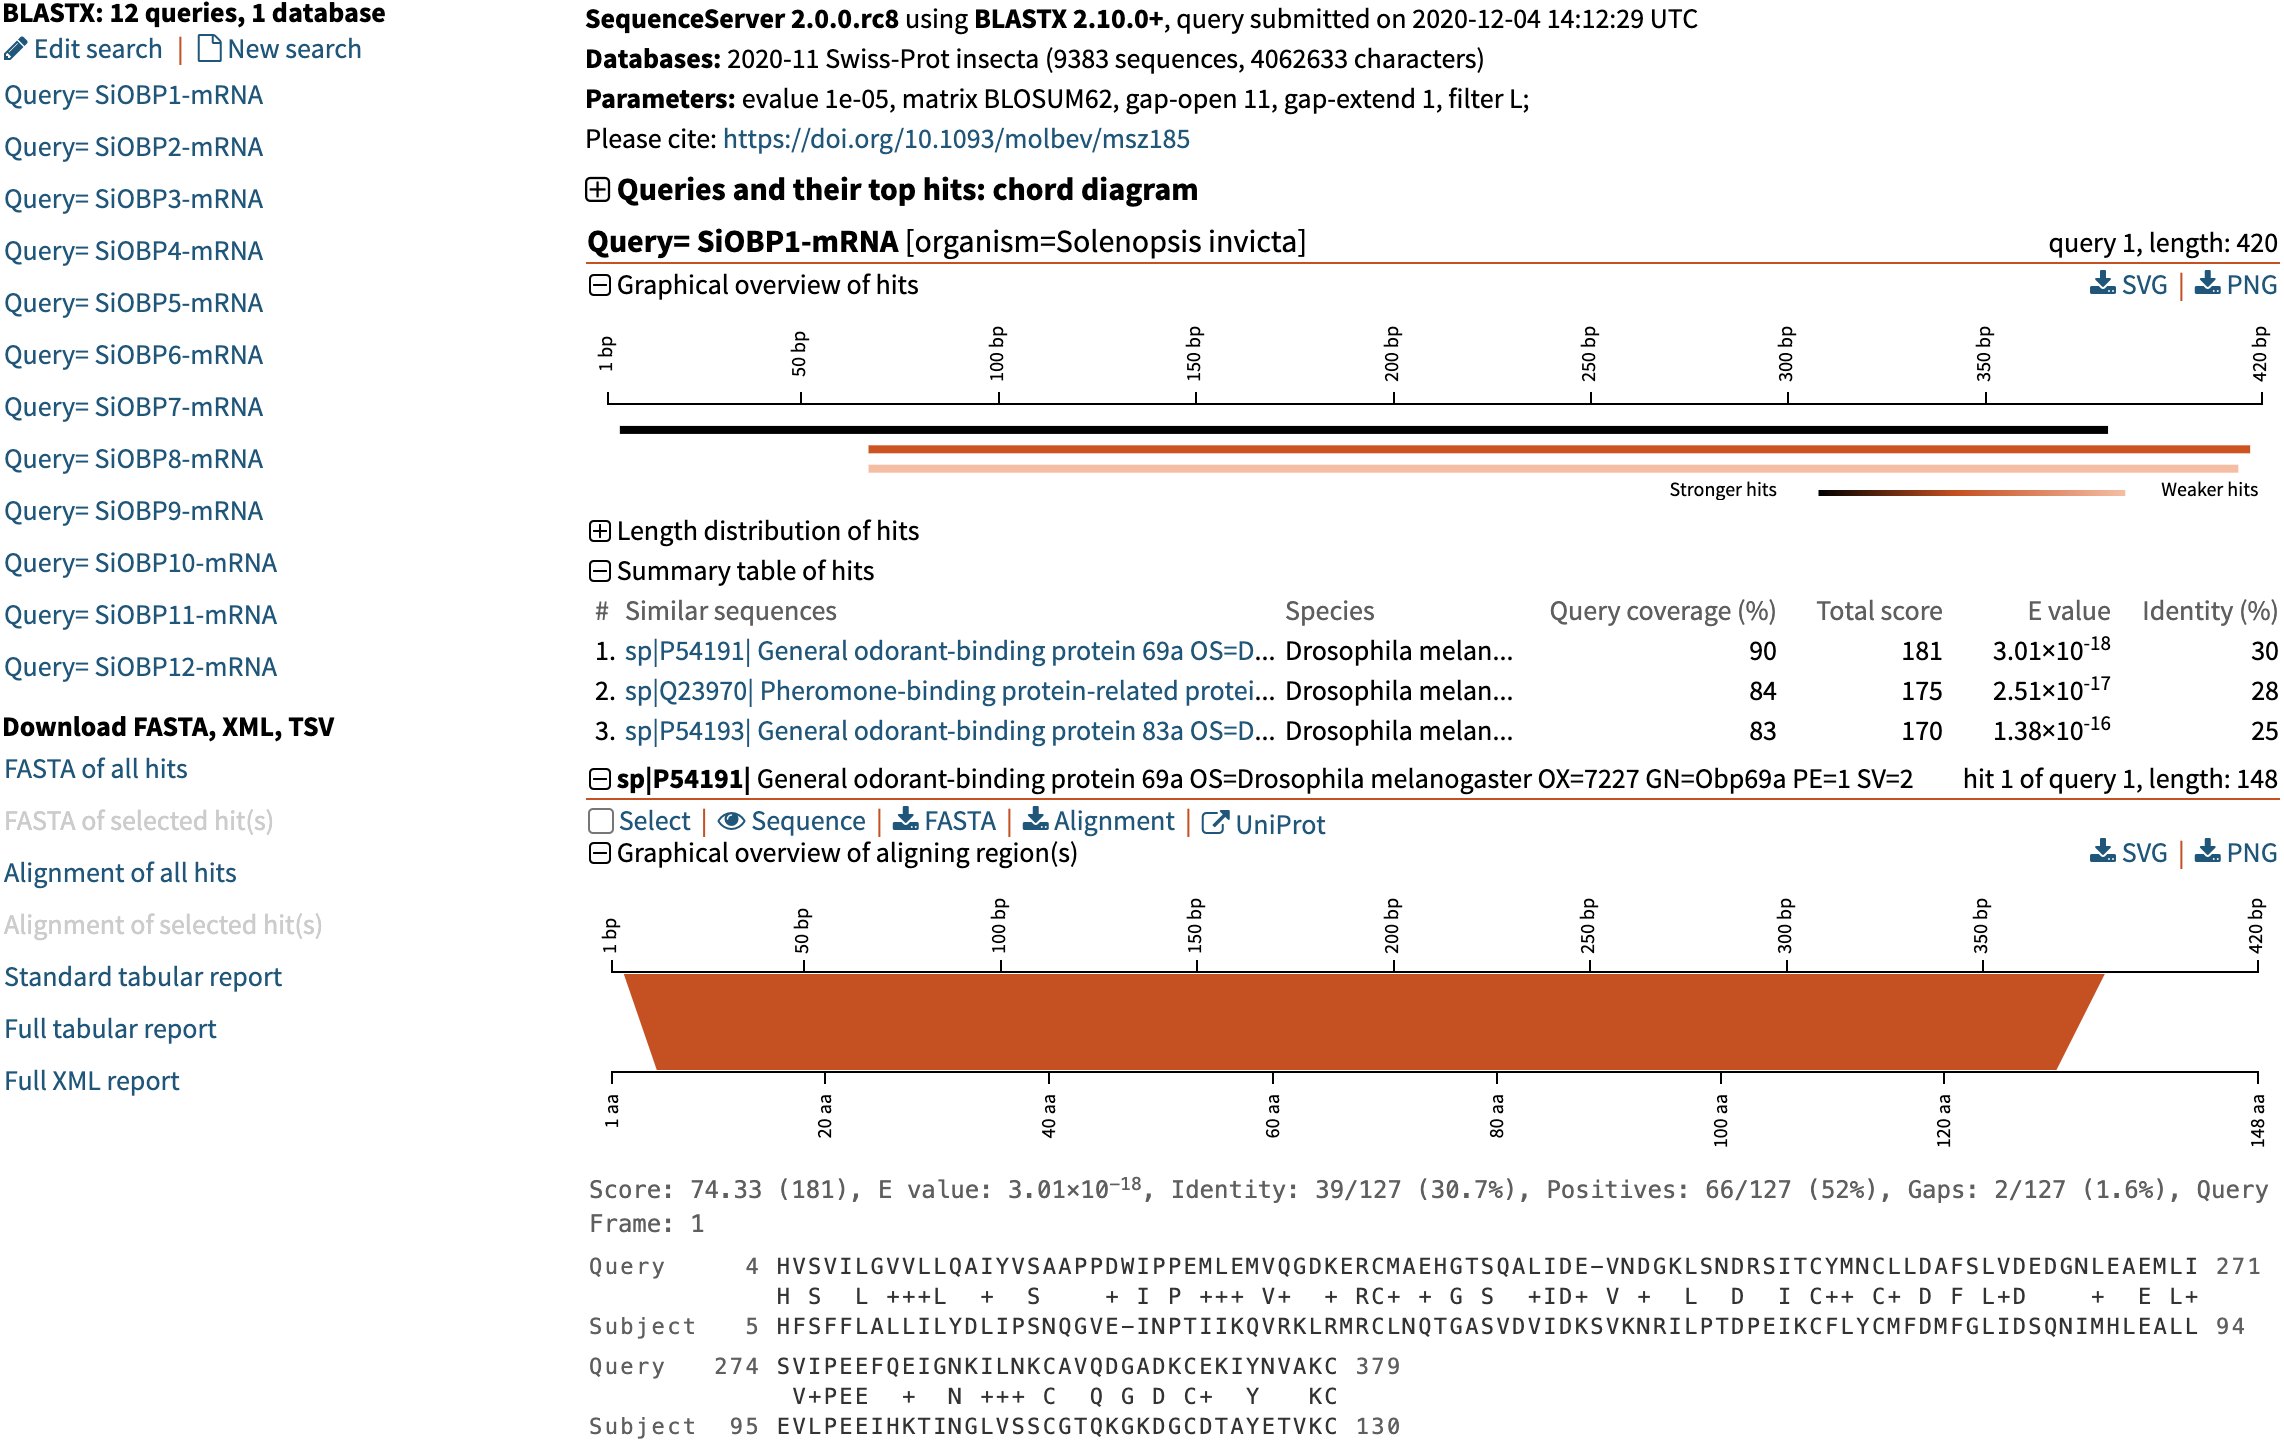 BLASTX: 12 queries, 1 database
Edit search | New search
Query= SiOBP1-mRNA
Query= SiOBP2-mRNA
Query= SiOBP3-mRNA
Query= SiOBP4-mRNA
Query= SiOBP5-mRNA
Query= SiOBP6-mRNA
Query= SiOBP7-mRNA
Query= SiOBP8-mRNA
Query= SiOBP9-mRNA
Query= SiOBP10-mRNA
Query= SiOBP11-mRNA
Query= SiOBP12-mRNA
Download FASTA, XML, TSV
FASTA of all hits
FASTA of selected hit(s)
Alignment of all hits
Alignment of selected hit(s)
Standard tabular report
Full tabular report
Full XML report
SequenceServer 2.0.0.rc8 using BLASTX 2.10.0+, query submitted on 2020-12-04 14:12:29 UTC
Databases: 2020-11 Swiss-Prot insecta (9383 sequences, 4062633 characters)
Parameters: evalue 1e-05, matrix BLOSUM62, gap-open 11, gap-extend 1, filter L;
Please cite: https://doi.org/10.1093/molbev/msz185
Queries and their top hits: chord diagram
Query= SiOBP1-mRNA [organism=Solenopsis invicta] query 1, length: 420
Graphical overview of hits SVG | PNG
1 bp 50 bp 100 bp 150 bp 200 bp 250 bp 300 bp 350 bp 420 bp
Stronger hits Weaker hits
Length distribution of hits
Summary table of hits
# Similar sequences Species Query coverage (%) Total score E value Identity (%)
1. sp|P54191| General odorant-binding protein 69a OS=D... Drosophila melan... 90 181 3.01×10⁻¹⁸ 30
2. sp|Q23970| Pheromone-binding protein-related protei... Drosophila melan... 84 175 2.51×10⁻¹⁷ 28
3. sp|P54193| General odorant-binding protein 83a OS=D... Drosophila melan... 83 170 1.38×10⁻¹⁶ 25
sp|P54191| General odorant-binding protein 69a OS=Drosophila melanogaster OX=7227 GN=Obp69a PE=1 SV=2 hit 1 of query 1, length: 148
Select | Sequence | FASTA | Alignment | UniProt
Graphical overview of aligning region(s) SVG | PNG
1 bp 50 bp 100 bp 150 bp 200 bp 250 bp 300 bp 350 bp 420 bp
1 aa 20 aa 40 aa 60 aa 80 aa 100 aa 120 aa 148 aa
Score: 74.33 (181), E value: 3.01×10⁻¹⁸, Identity: 39/127 (30.7%), Positives: 66/127 (52%), Gaps: 2/127 (1.6%), Query
Frame: 1
Query 4 HVSVILGVVLLQAIYVSAAPPDWIPPEMLEMVQGDKERCMAEHGTSQALIDE-VNDGKLSNDRSITCYMNCLLDAFSLVDEDGNLEAEMLI 271
H S  L +++L  +  S    + I P +++ V+  + RC+ + G S  +ID+ V +  L  D  I C++ C+ D F L+D    +  E L+
Subject 5 HFSFFLALLILYDLIPSNQGVE-INPTIIKQVRKLRMRCLNQTGASVDVIDKSVKNRILPTDPEIKCFLYCMFDMFGLIDSQNIMHLEALL 94
Query 274 SVIPEEFQEIGNKILNKCAVQDGADKCEKIYNVAKC 379
V+PEE  +  N +++ C  Q G D C+  Y   KC
Subject 95 EVLPEEIHKTINGLVSSCGTQKGKDGCDTAYETVKC 130